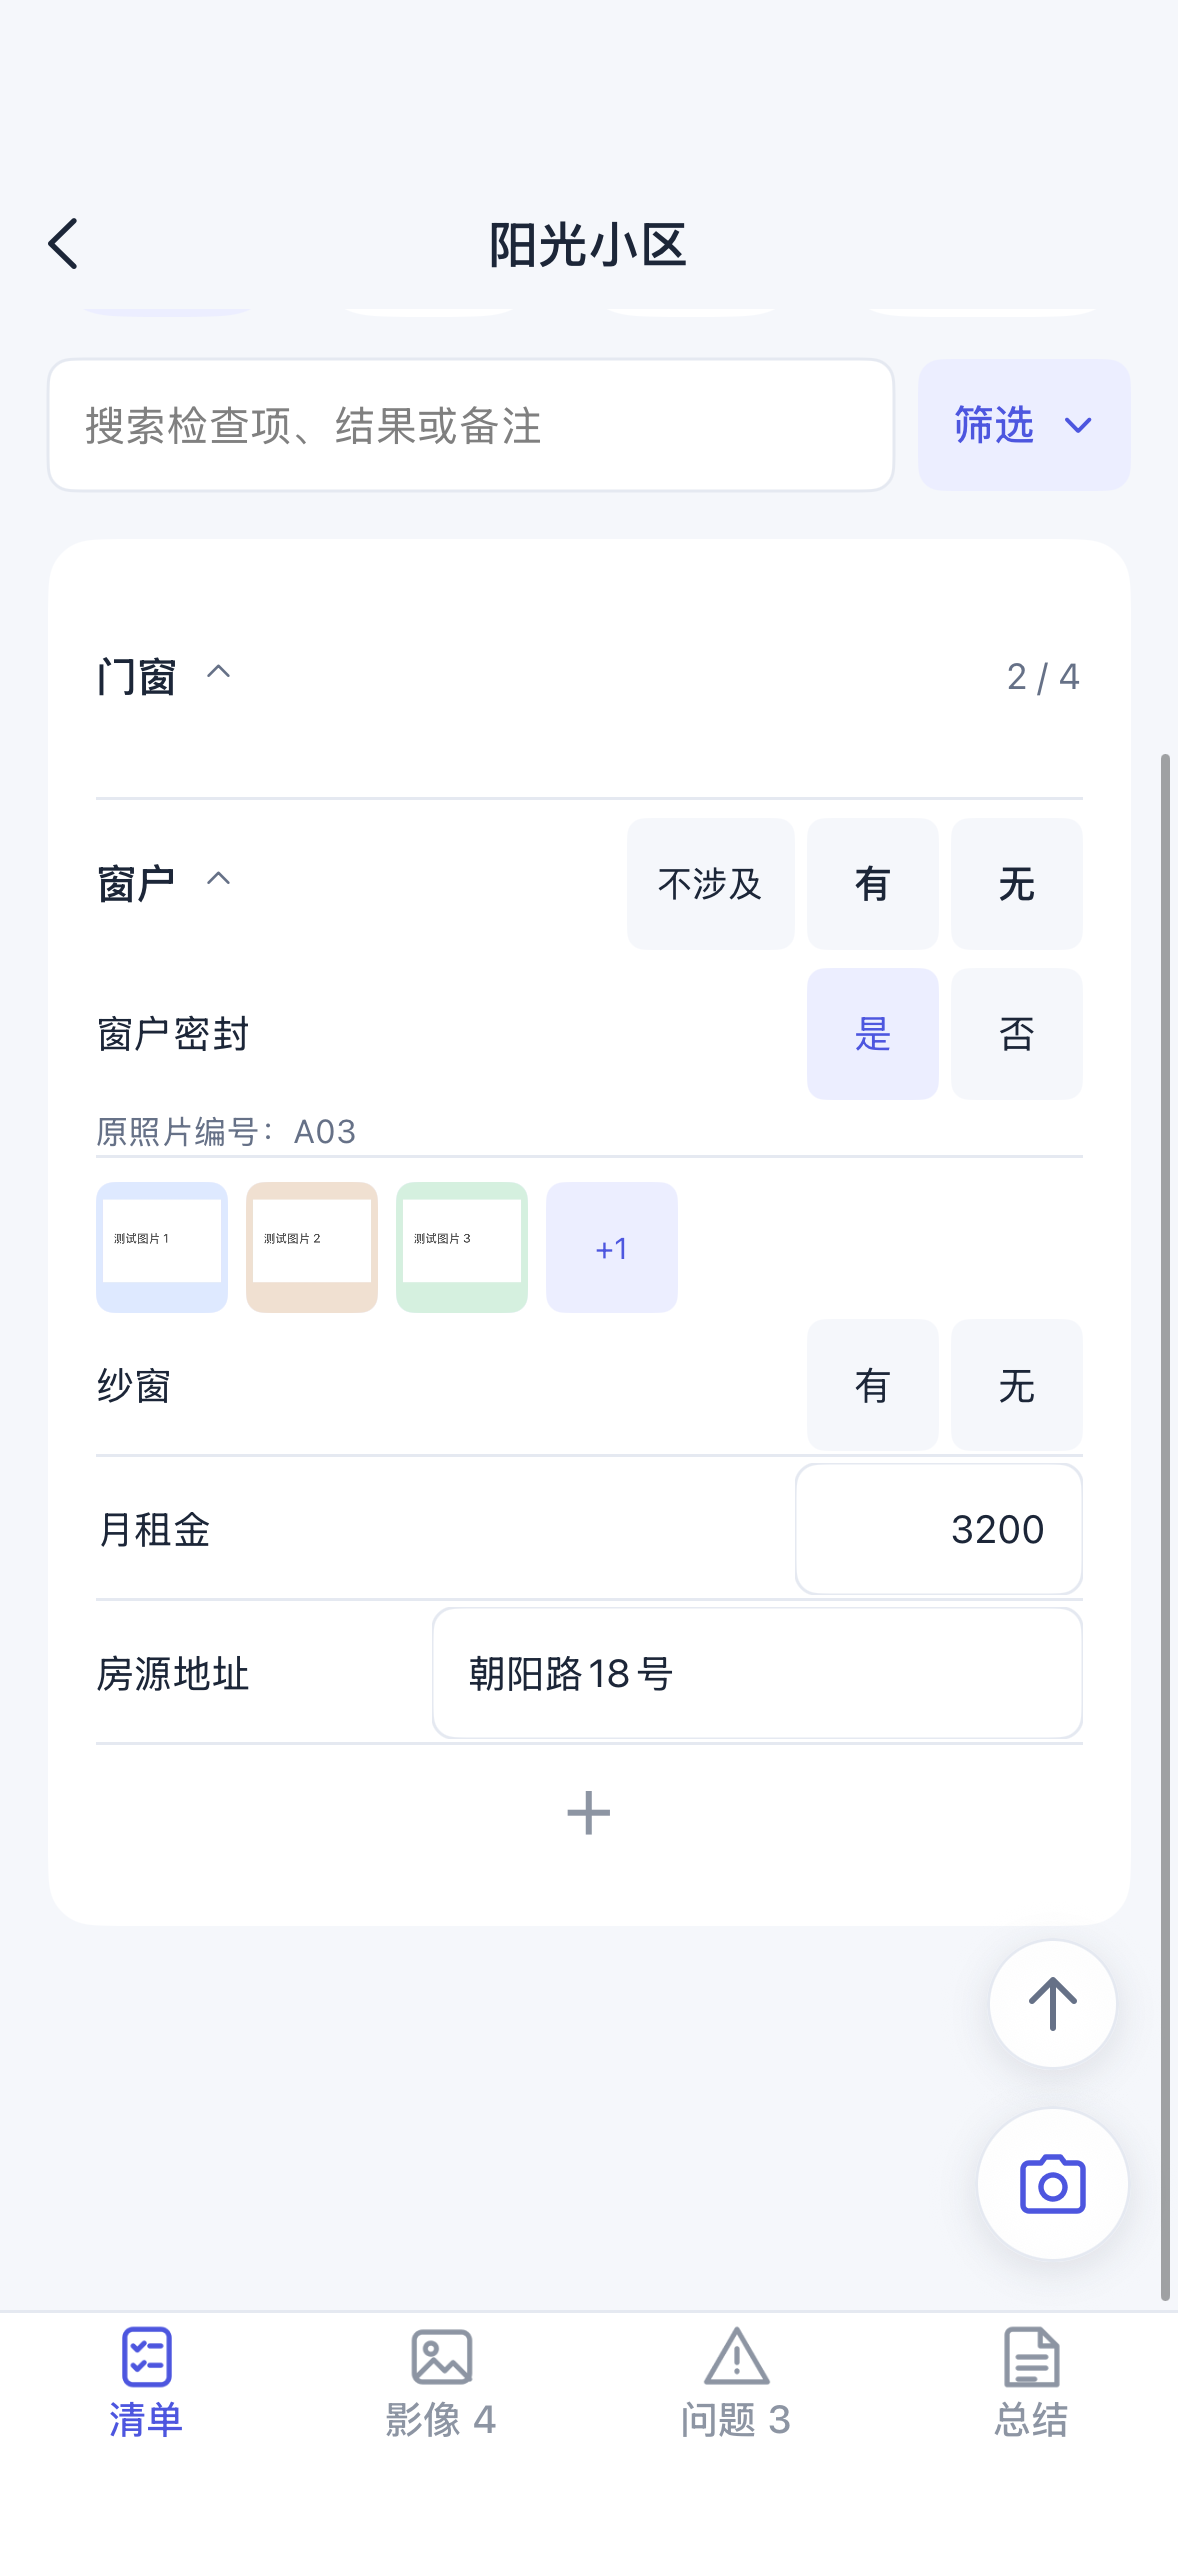 阳光小区
搜索检查项、结果或备注
筛选
门窗
2 / 4
窗户
不涉及
有
无
窗户密封
是
否
原照片编号：A03
测试图片 1
测试图片 2
测试图片 3
+1
纱窗
有
无
月租金
3200
房源地址
朝阳路 18 号
清单
影像 4
问题 3
总结